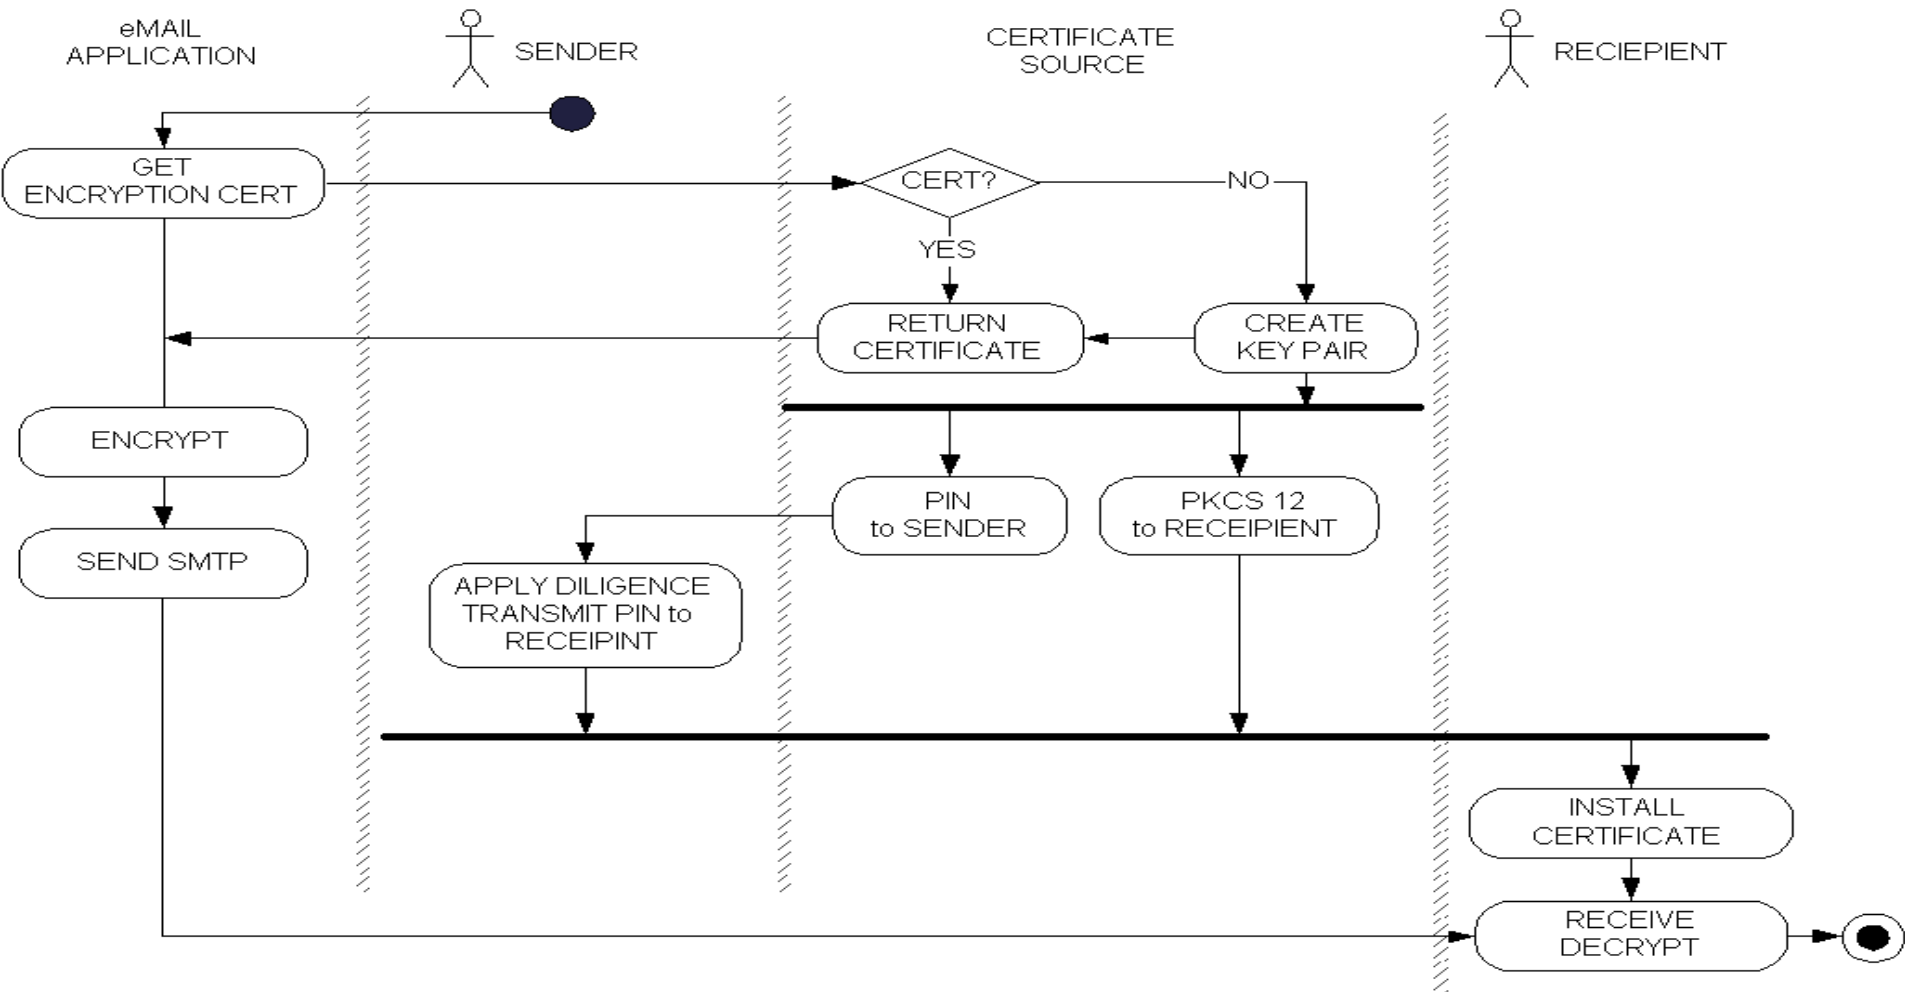 eMAIL
APPLICATION
SENDER
CERTIFICATE
SOURCE
RECIEPIENT
GET
ENCRYPTION CERT
CERT?
NO
YES
RETURN
CERTIFICATE
CREATE
KEY PAIR
ENCRYPT
PIN
to SENDER
PKCS 12
to RECEIPIENT
SEND SMTP
APPLY DILIGENCE
TRANSMIT PIN to
RECEIPINT
INSTALL
CERTIFICATE
RECEIVE
DECRYPT